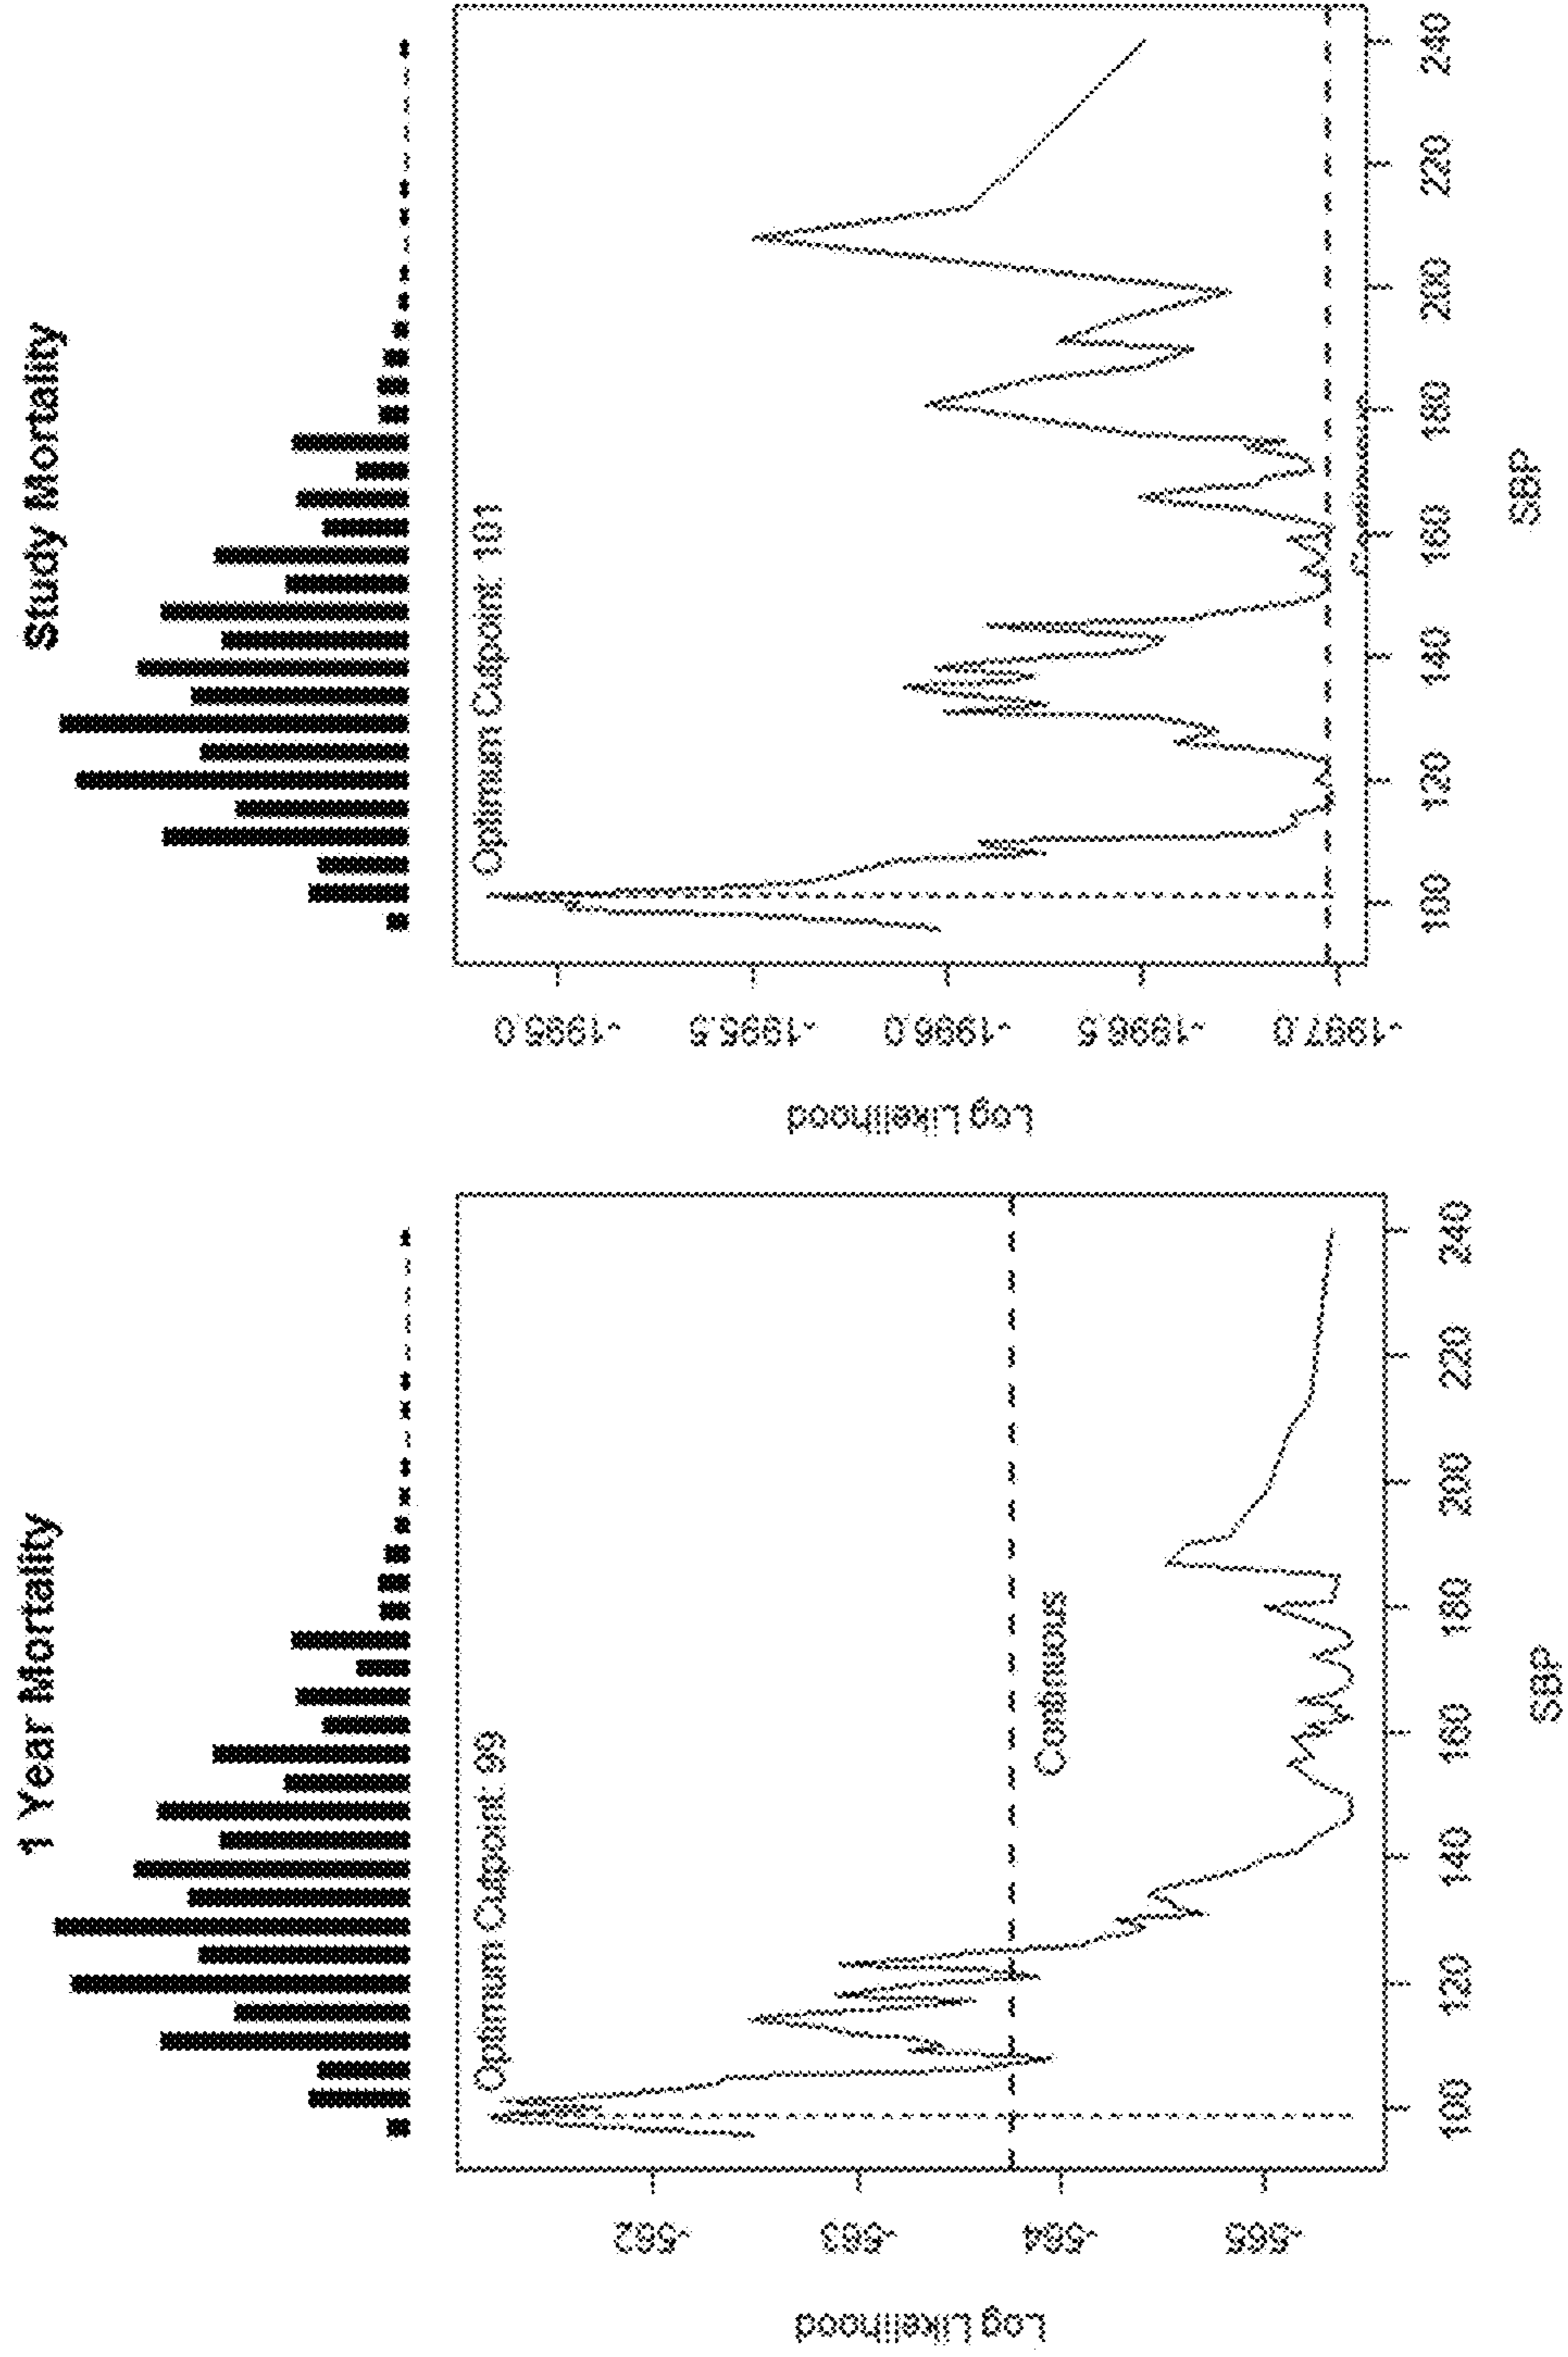 1 Year Mortality
Optimum Cutpoint: 99
Continuous
Log Likelihood
-562
-563
-564
-565
100 120 140 160 180 200 220 240
SBP
Study Mortality
Optimum Cutpoint: 101
Log Likelihood
-1995.0
-1995.5
-1996.0
-1996.5
-1997.0
100 120 140 160 180 200 220 240
SBP